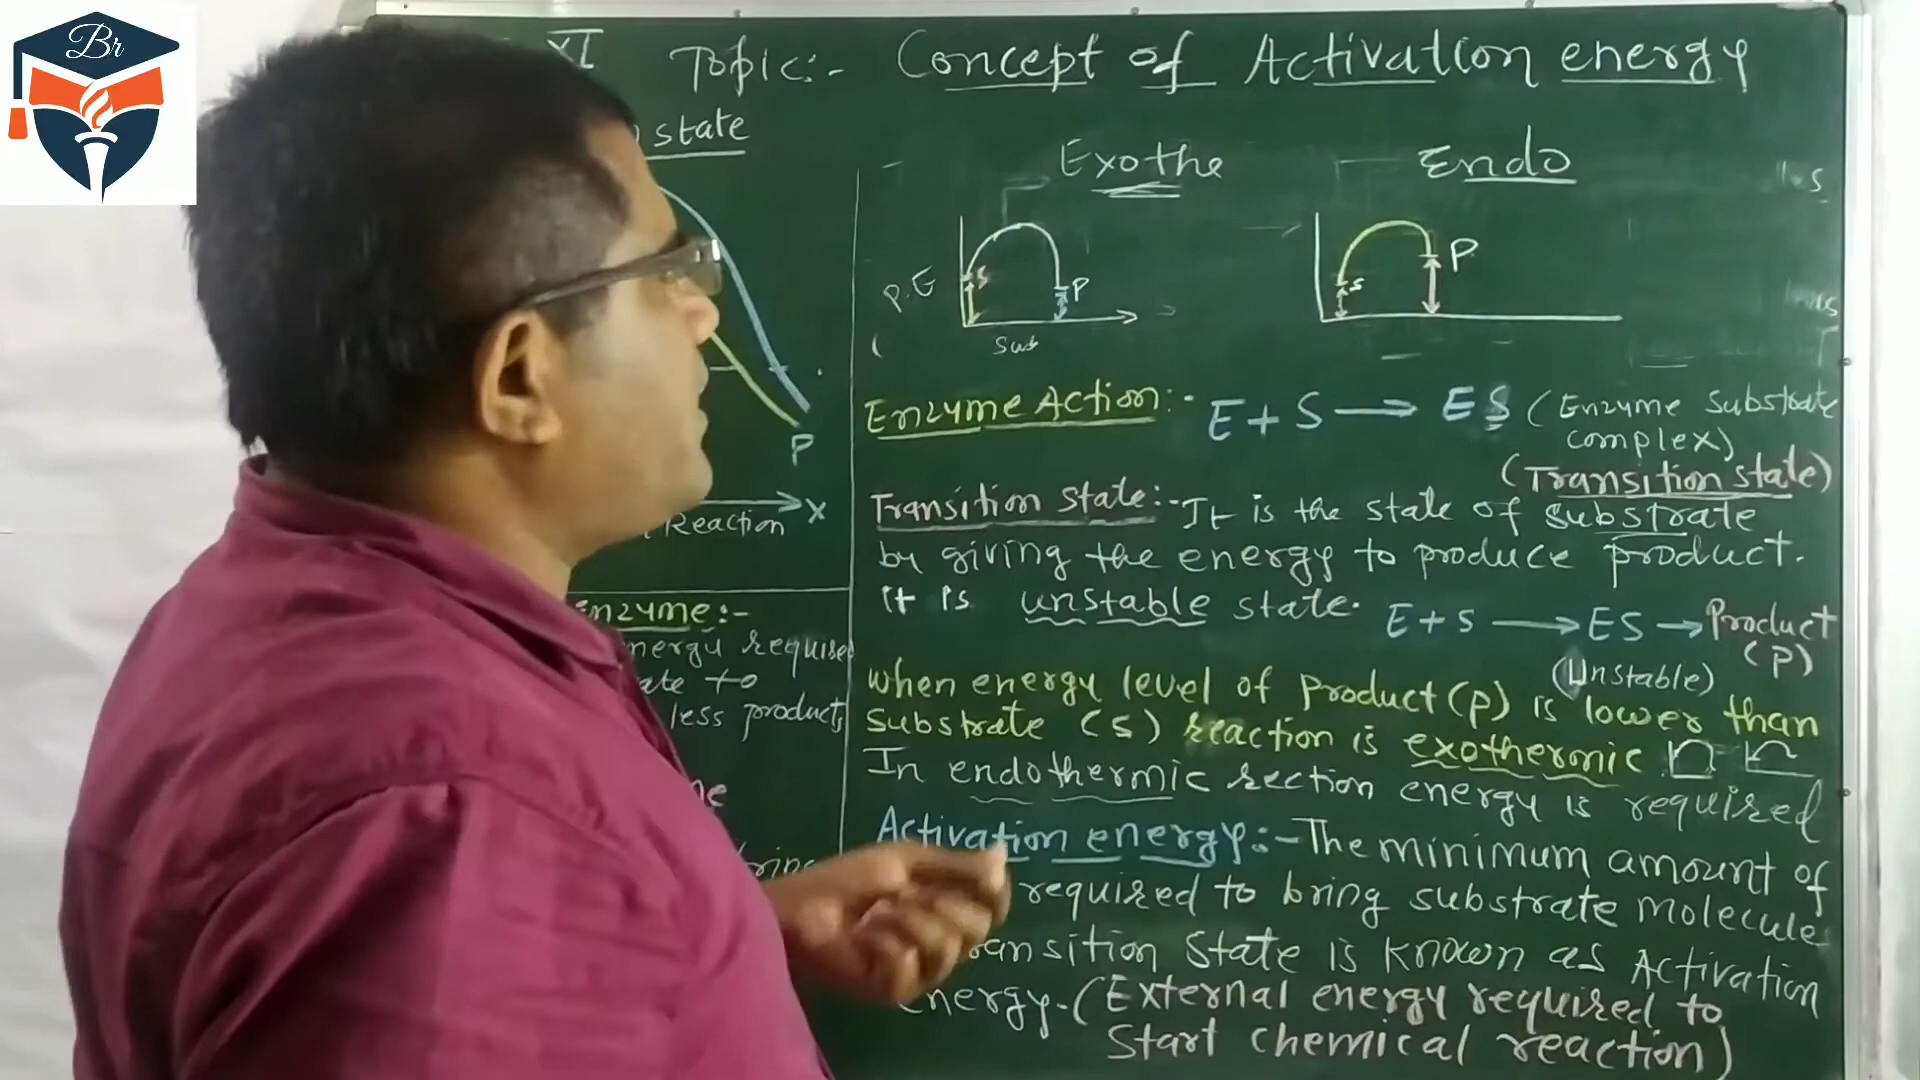 Br
XI Topic:- Concept of Activation energy
state
Exothe
Endo
P.E
S
P
Sub
S
P
P
X
Reaction
Enzyme Action:- E + S → ES (Enzyme Substrate
complex)
(Transition state)
Transition State:- It is the state of substrate
by giving the energy to produce product.
it is unstable state. E + S → ES → Product
(P)
(Unstable)
when energy level of product (P) is lower than
substrate (S) reaction is exothermic
In endothermic rection energy is required
Activation energy:- The minimum amount of
required to bring substrate molecule
transition state is known as Activation
energy. (External energy required to
start chemical reaction)
Enzyme:-
energy required
to
less products